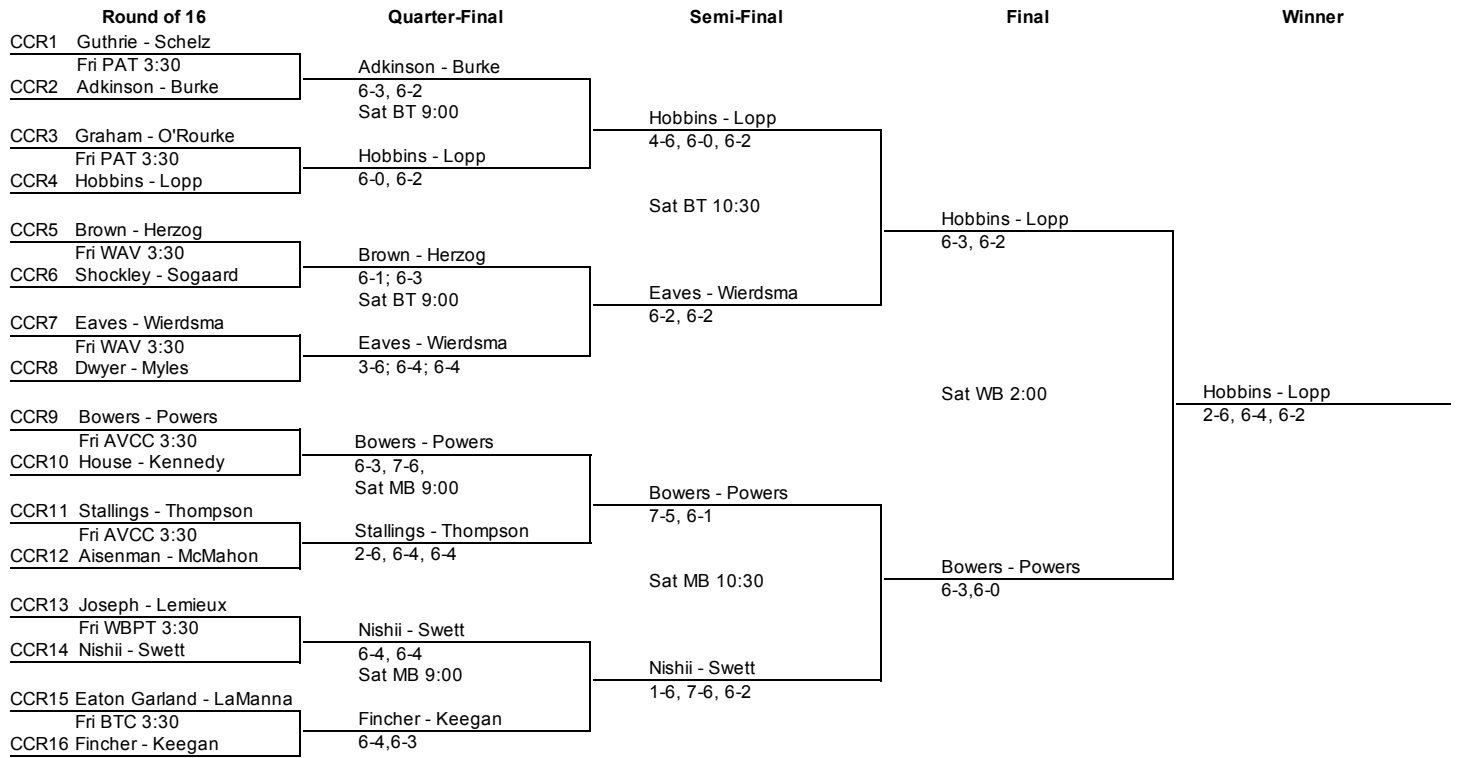 Round of 16 Quarter-Final Semi-Final Final Winner
CCR1 Guthrie - Schelz
Fri PAT 3:30
CCR2 Adkinson - Burke
CCR3 Graham - O'Rourke
Fri PAT 3:30
CCR4 Hobbins - Lopp
CCR5 Brown - Herzog
Fri WAV 3:30
CCR6 Shockley - Sogaard
CCR7 Eaves - Wierdsma
Fri WAV 3:30
CCR8 Dwyer - Myles
CCR9 Bowers - Powers
Fri AVCC 3:30
CCR10 House - Kennedy
CCR11 Stallings - Thompson
Fri AVCC 3:30
CCR12 Aisenman - McMahon
CCR13 Joseph - Lemieux
Fri WBPT 3:30
CCR14 Nishii - Swett
CCR15 Eaton Garland - LaManna
Fri BTC 3:30
CCR16 Fincher - Keegan
Adkinson - Burke
6-3, 6-2
Sat BT 9:00
Hobbins - Lopp
6-0, 6-2
Brown - Herzog
6-1; 6-3
Sat BT 9:00
Eaves - Wierdsma
3-6; 6-4; 6-4
Bowers - Powers
6-3, 7-6,
Sat MB 9:00
Stallings - Thompson
2-6, 6-4, 6-4
Nishii - Swett
6-4, 6-4
Sat MB 9:00
Fincher - Keegan
6-4,6-3
Hobbins - Lopp
4-6, 6-0, 6-2
Sat BT 10:30
Eaves - Wierdsma
6-2, 6-2
Bowers - Powers
7-5, 6-1
Sat MB 10:30
Nishii - Swett
1-6, 7-6, 6-2
Hobbins - Lopp
6-3, 6-2
Sat WB 2:00
Bowers - Powers
6-3,6-0
Hobbins - Lopp
2-6, 6-4, 6-2